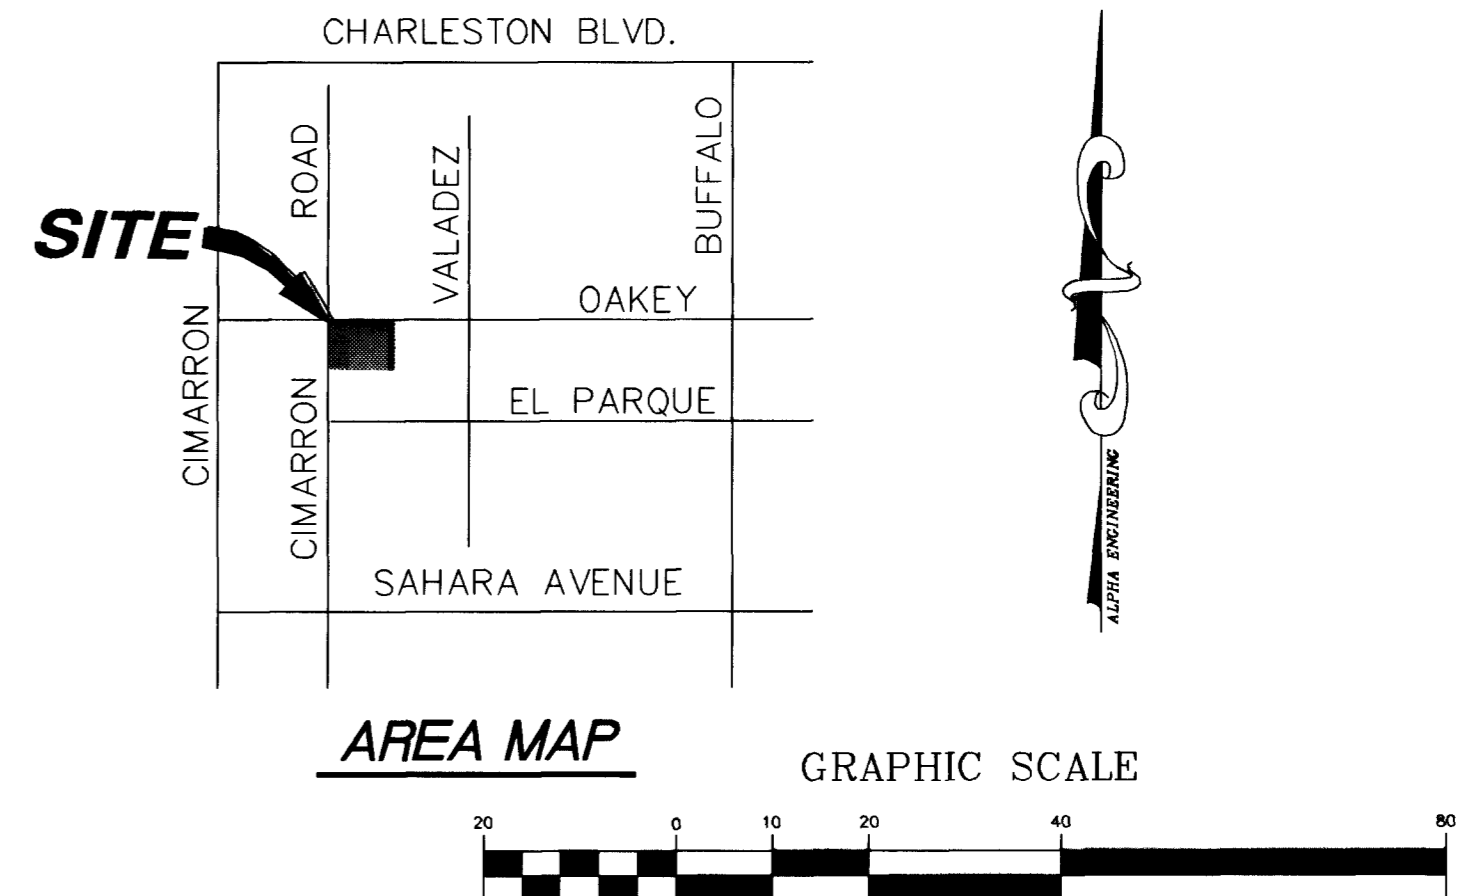 CHARLESTON BLVD.
ROAD
VALADEZ
BUFFALO
SITE
OAKEY
CIMARRON
CIMARRON
EL PARQUE
SAHARA AVENUE
ALPHA ENGINEERING
AREA MAP
GRAPHIC SCALE
20 0 10 20 40 80